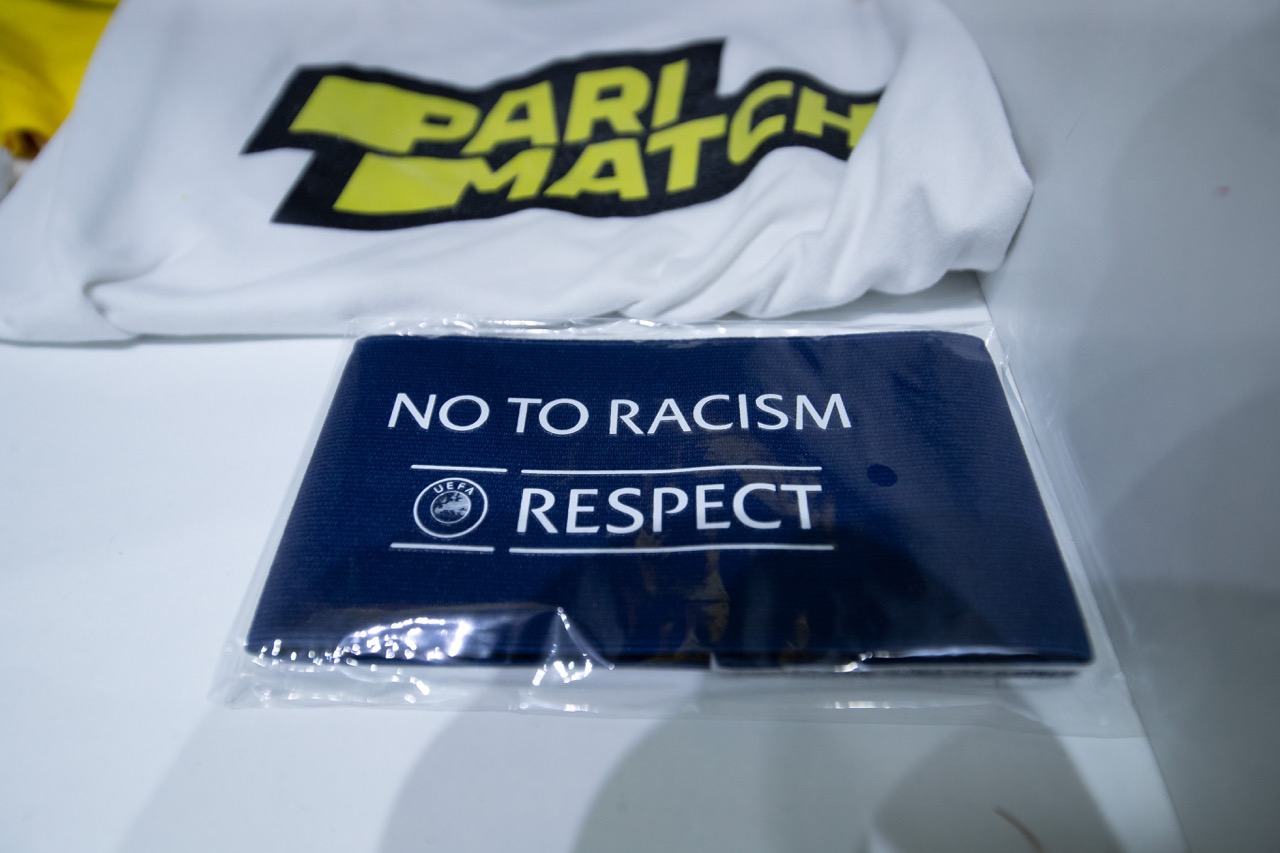 PARI
MATCH
NO TO RACISM
UEFA RESPECT